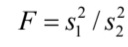 F = s₁² / s₂²